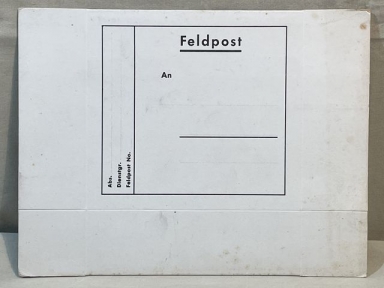 Feldpost
An
Abs.
Dienstgr.
Feldpost No.